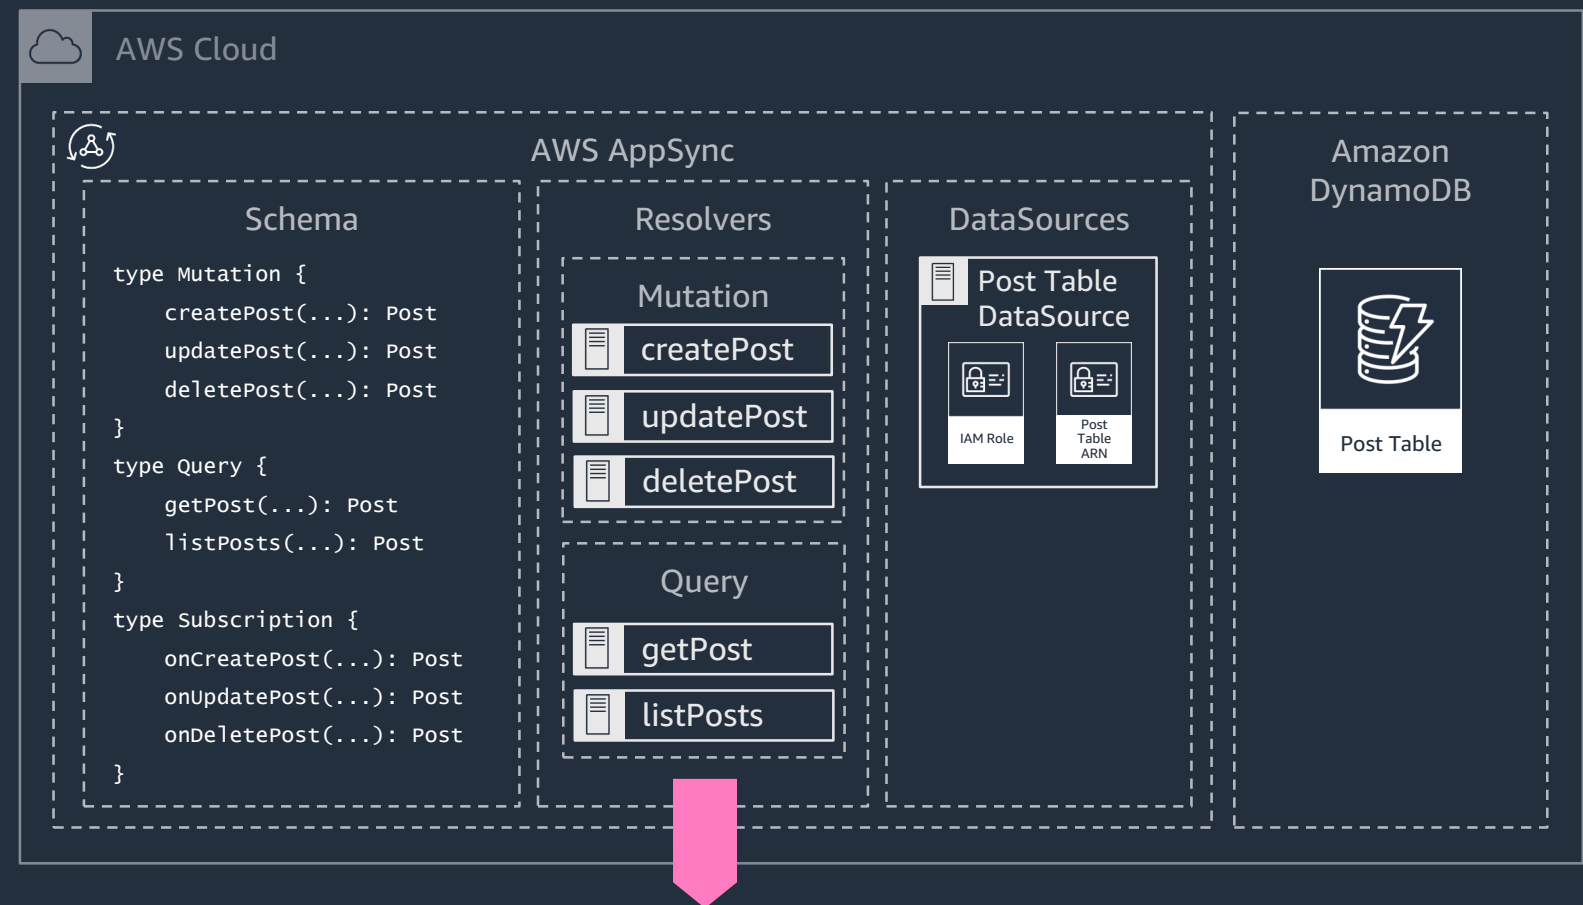 AWS Cloud
AWS AppSync
Schema
type Mutation {
createPost(...): Post
updatePost(...): Post
deletePost(...): Post
}
type Query {
getPost(...): Post
listPosts(...): Post
}
type Subscription {
onCreatePost(...): Post
onUpdatePost(...): Post
onDeletePost(...): Post
}
Resolvers
Mutation
createPost
updatePost
deletePost
Query
getPost
listPosts
DataSources
Post Table
DataSource
IAM Role
Post
Table
ARN
Amazon
DynamoDB
Post Table